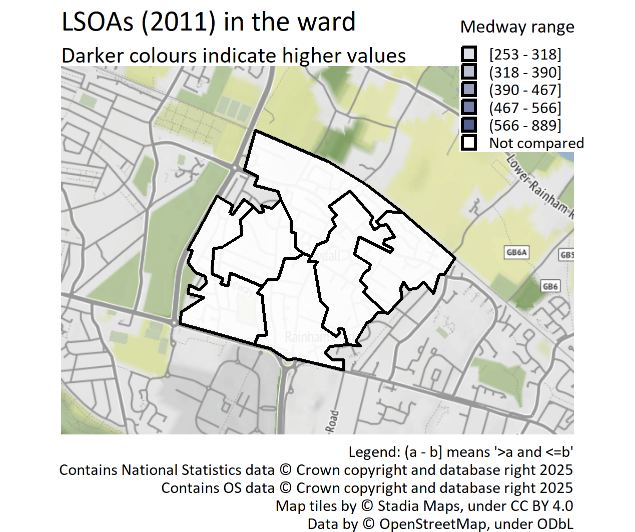 LSOAs (2011) in the ward
Darker colours indicate higher values
Medway range
[253 - 318]
(318 - 390]
(390 - 467]
(467 - 566]
(566 - 889]
Not compared
Lower-Rainham-R
GB6A
GBS
GB6
Rainham
-Road
Legend: (a - b] means '>a and <=b'
Contains National Statistics data © Crown copyright and database right 2025
Contains OS data © Crown copyright and database right 2025
Map tiles by © Stadia Maps, under CC BY 4.0
Data by © OpenStreetMap, under ODbL